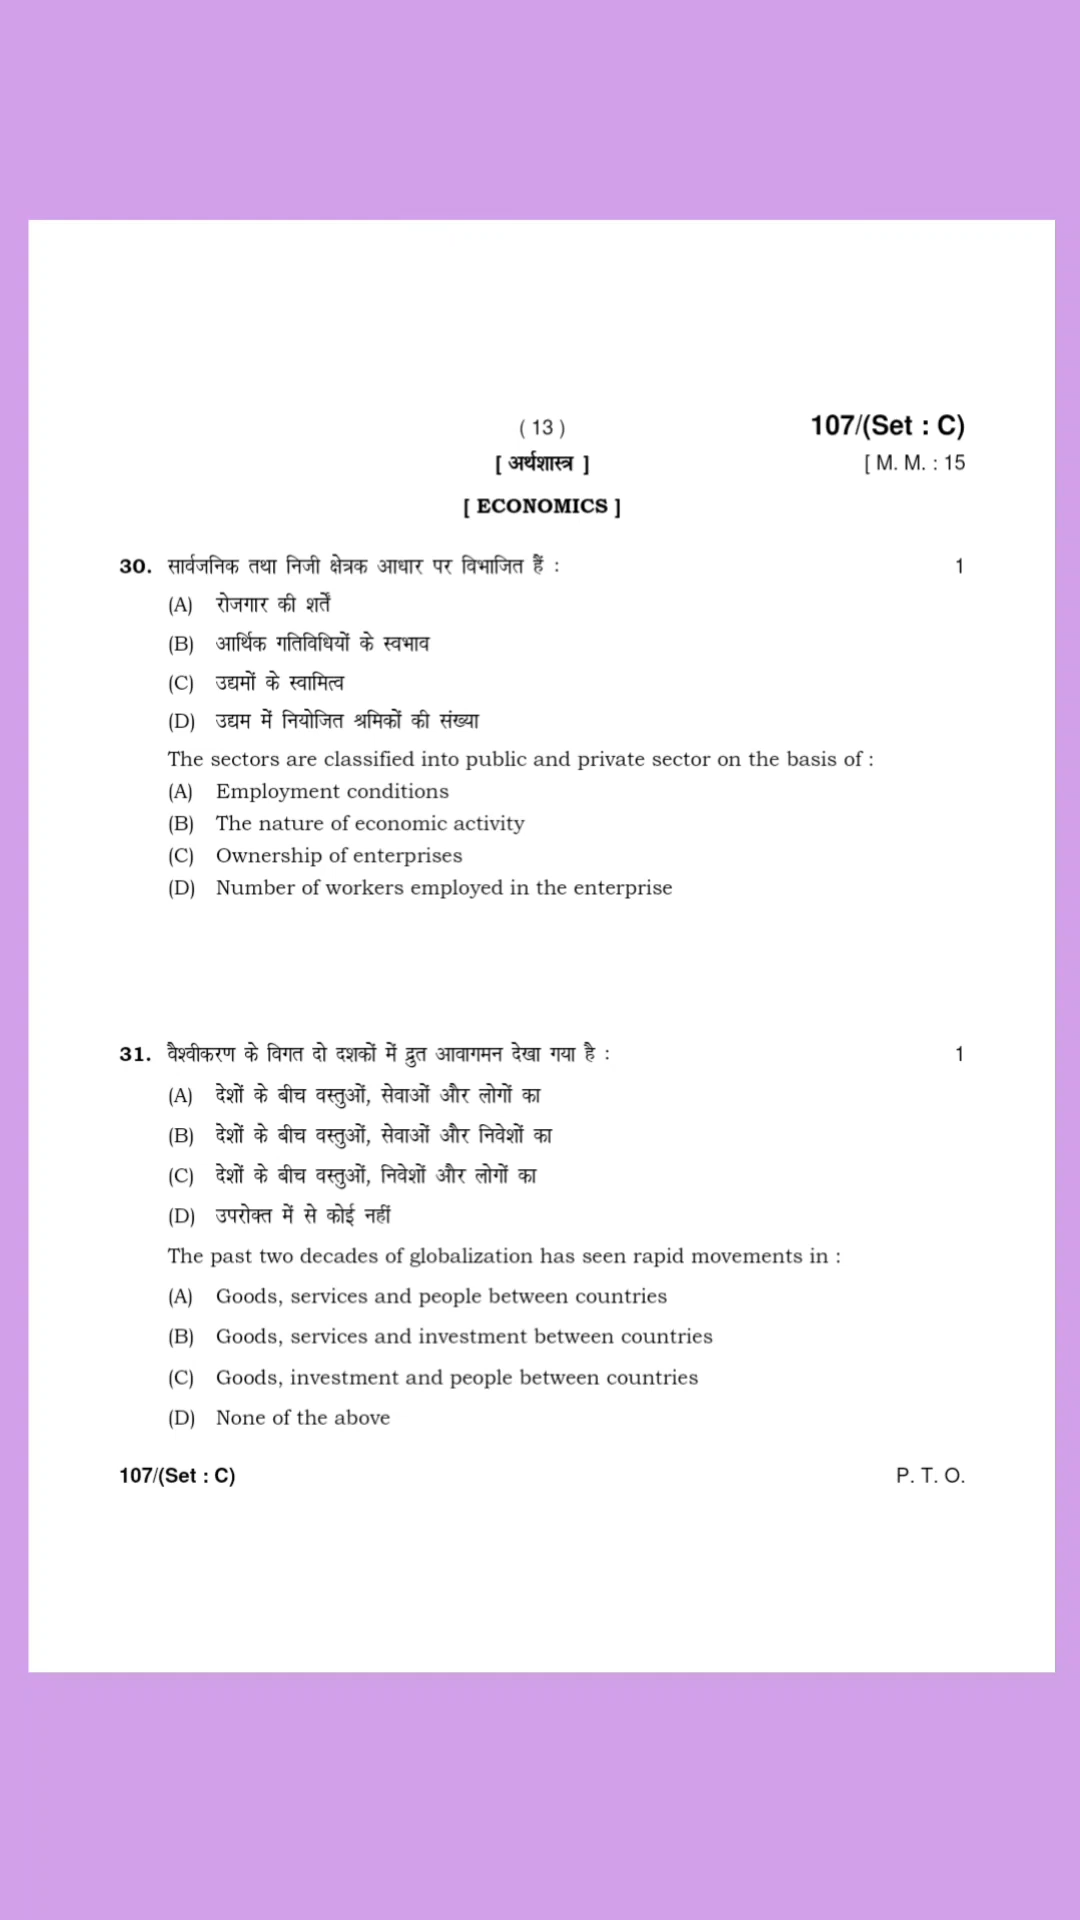 ( 13 ) 107/(Set : C)
[ अर्थशास्त्र ] [ M. M. : 15
[ ECONOMICS ]
30. सार्वजनिक तथा निजी क्षेत्रक आधार पर विभाजित हैं : 1
(A) रोजगार की शर्तें
(B) आर्थिक गतिविधियों के स्वभाव
(C) उद्यमों के स्वामित्व
(D) उद्यम में नियोजित श्रमिकों की संख्या
The sectors are classified into public and private sector on the basis of :
(A) Employment conditions
(B) The nature of economic activity
(C) Ownership of enterprises
(D) Number of workers employed in the enterprise
31. वैश्वीकरण के विगत दो दशकों में द्रुत आवागमन देखा गया है : 1
(A) देशों के बीच वस्तुओं, सेवाओं और लोगों का
(B) देशों के बीच वस्तुओं, सेवाओं और निवेशों का
(C) देशों के बीच वस्तुओं, निवेशों और लोगों का
(D) उपरोक्त में से कोई नहीं
The past two decades of globalization has seen rapid movements in :
(A) Goods, services and people between countries
(B) Goods, services and investment between countries
(C) Goods, investment and people between countries
(D) None of the above
107/(Set : C) P. T. O.